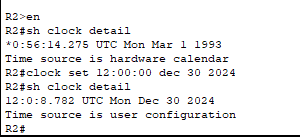 R2>en
R2#sh clock detail
*0:56:14.275 UTC Mon Mar 1 1993
Time source is hardware calendar
R2#clock set 12:00:00 dec 30 2024
R2#sh clock detail
12:0:8.782 UTC Mon Dec 30 2024
Time source is user configuration
R2#